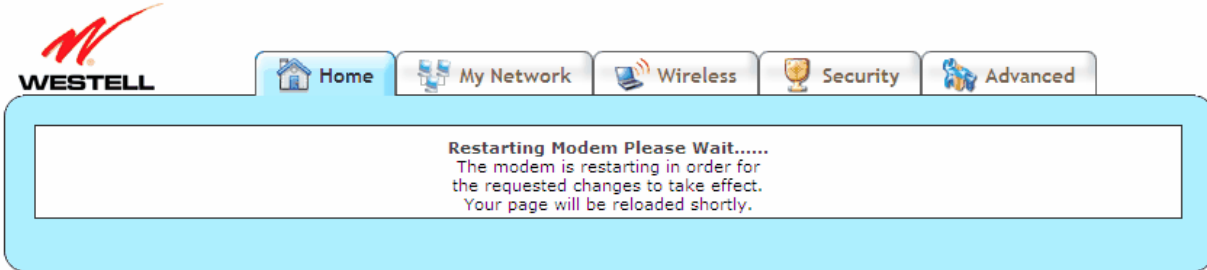 WESTELL
Home My Network Wireless Security Advanced
Restarting Modem Please Wait......
The modem is restarting in order for
the requested changes to take effect.
Your page will be reloaded shortly.